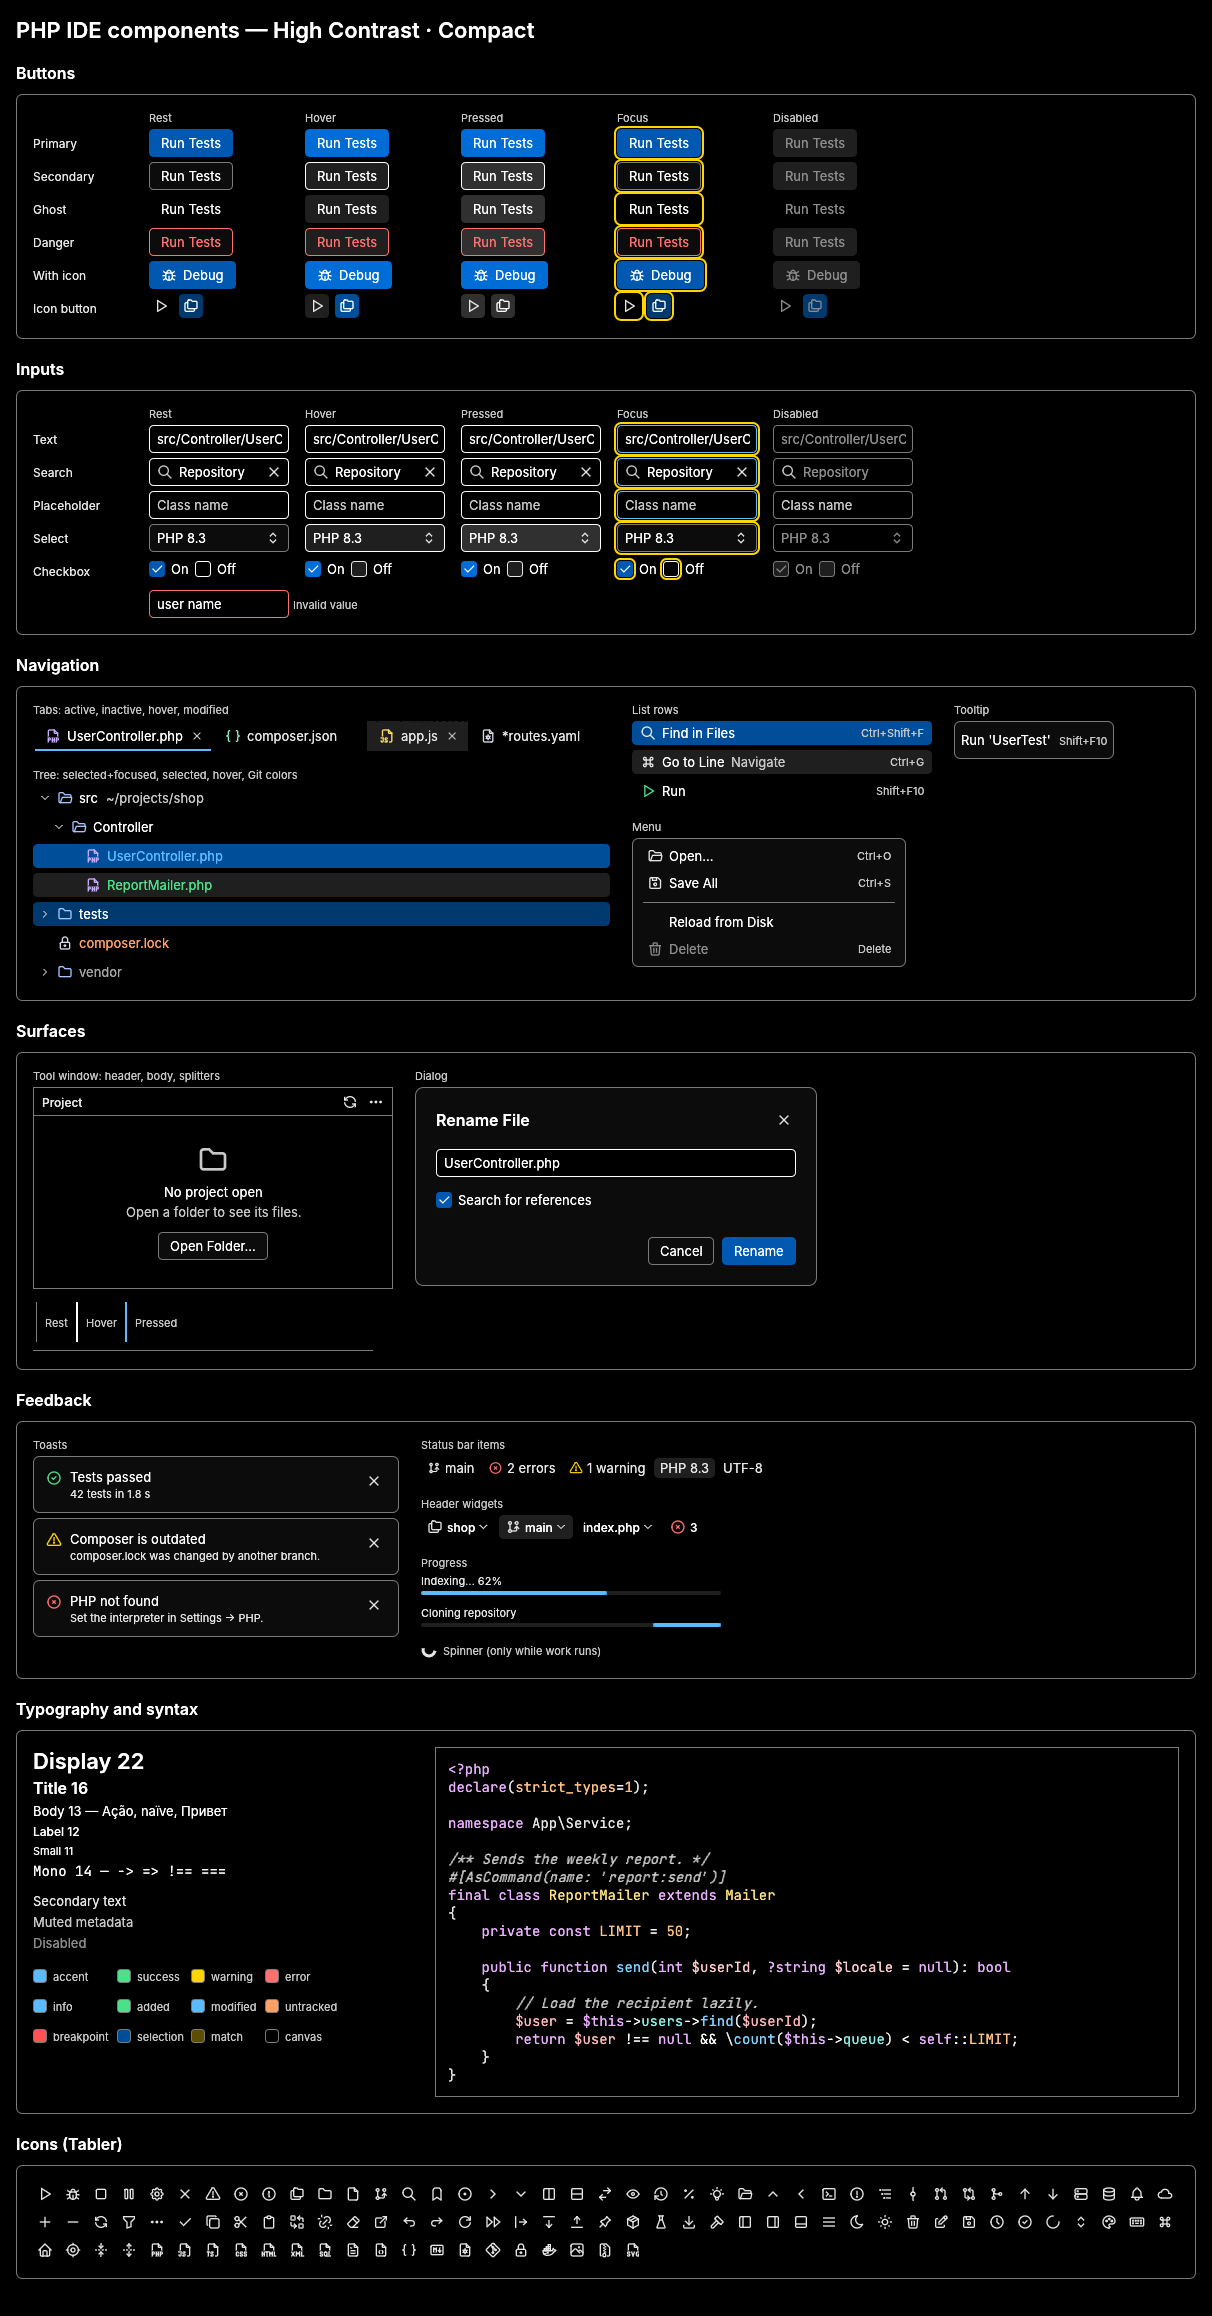 PHP IDE components — High Contrast · Compact
Buttons
Rest Hover Pressed Focus Disabled
Primary Run Tests Run Tests Run Tests Run Tests Run Tests
Secondary Run Tests Run Tests Run Tests Run Tests Run Tests
Ghost Run Tests Run Tests Run Tests Run Tests Run Tests
Danger Run Tests Run Tests Run Tests Run Tests Run Tests
With icon Debug Debug Debug Debug Debug
Icon button
Inputs
Rest Hover Pressed Focus Disabled
Text src/Controller/UserC src/Controller/UserC src/Controller/UserC src/Controller/UserC src/Controller/UserC
Search Repository Repository Repository Repository Repository
Placeholder Class name Class name Class name Class name Class name
Select PHP 8.3 PHP 8.3 PHP 8.3 PHP 8.3 PHP 8.3
Checkbox On Off On Off On Off On Off On Off
user name Invalid value
Navigation
Tabs: active, inactive, hover, modified
UserController.php composer.json app.js *routes.yaml
Tree: selected+focused, selected, hover, Git colors
src ~/projects/shop
Controller
UserController.php
ReportMailer.php
tests
composer.lock
vendor
List rows
Find in Files Ctrl+Shift+F
Go to Line Navigate Ctrl+G
Run Shift+F10
Menu
Open... Ctrl+O
Save All Ctrl+S
Reload from Disk
Delete Delete
Tooltip
Run 'UserTest' Shift+F10
Surfaces
Tool window: header, body, splitters
Project
No project open
Open a folder to see its files.
Open Folder...
Rest Hover Pressed
Dialog
Rename File
UserController.php
Search for references
Cancel Rename
Feedback
Toasts
Tests passed
42 tests in 1.8 s
Composer is outdated
composer.lock was changed by another branch.
PHP not found
Set the interpreter in Settings → PHP.
Status bar items
main 2 errors 1 warning PHP 8.3 UTF-8
Header widgets
shop main index.php 3
Progress
Indexing... 62%
Cloning repository
Spinner (only while work runs)
Typography and syntax
Display 22
Title 16
Body 13 — Ação, naïve, Привет
Label 12
Small 11
Mono 14 — -> => !== ===
Secondary text
Muted metadata
Disabled
accent success warning error
info added modified untracked
breakpoint selection match canvas
<?php
declare(strict_types=1);
namespace App\Service;
/** Sends the weekly report. */
#[AsCommand(name: 'report:send')]
final class ReportMailer extends Mailer
{
private const LIMIT = 50;
public function send(int $userId, ?string $locale = null): bool
{
// Load the recipient lazily.
$user = $this->users->find($userId);
return $user !== null && \count($this->queue) < self::LIMIT;
}
}
Icons (Tabler)
PHP JS TS CSS HTML XML SQL SVG